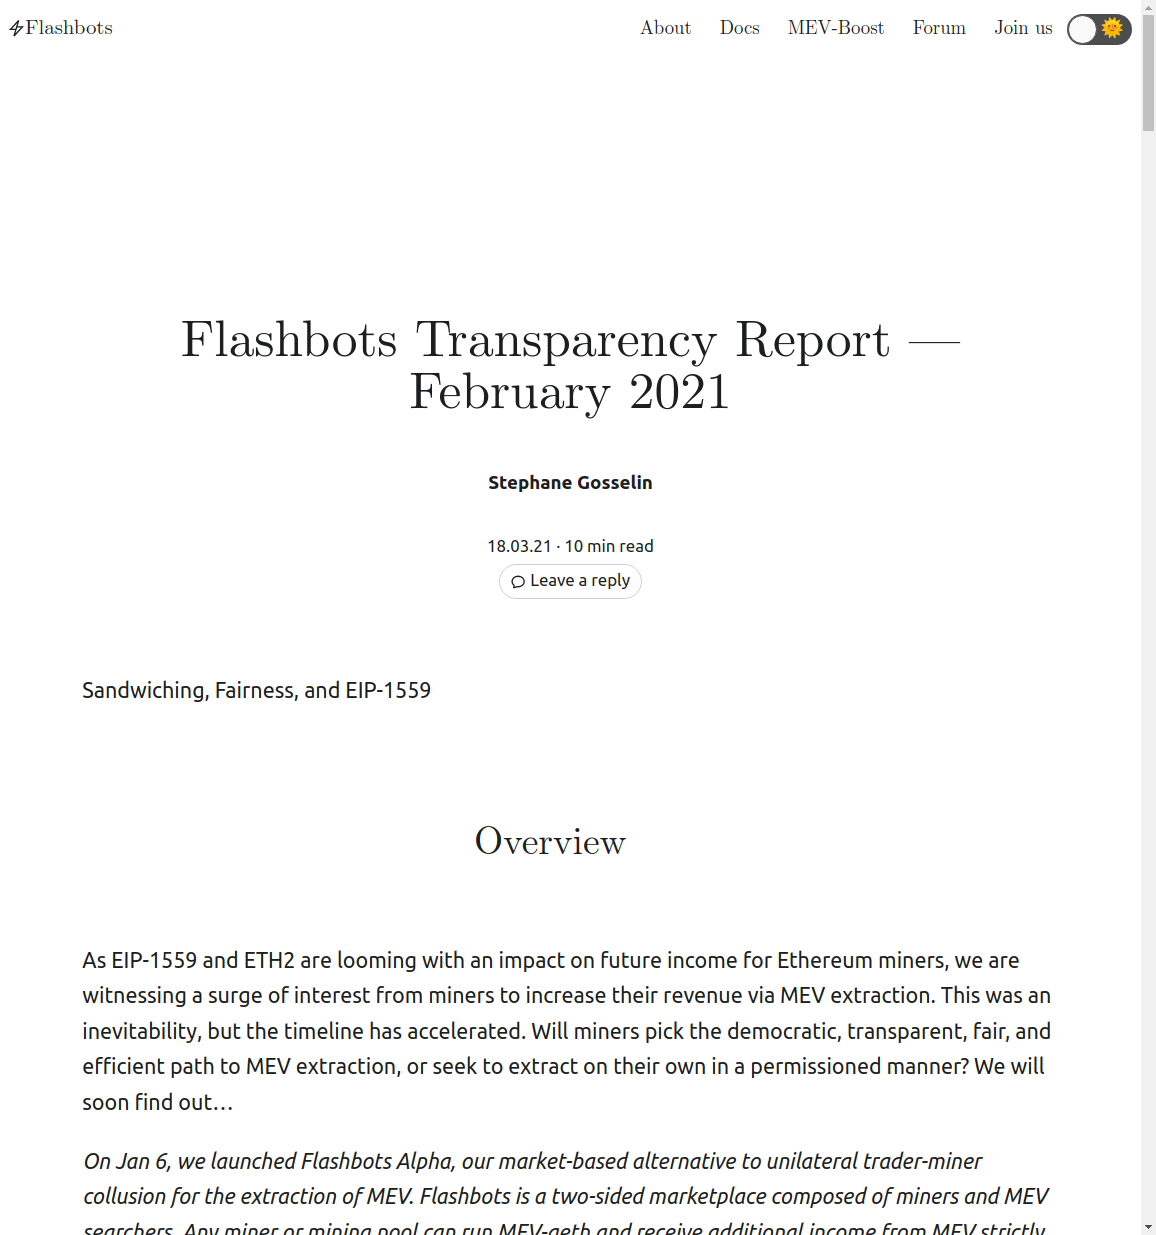 Flashbots
About Docs MEV-Boost Forum Join us
Flashbots Transparency Report —
February 2021
Stephane Gosselin
18.03.21 · 10 min read
Leave a reply
Sandwiching, Fairness, and EIP-1559
Overview
As EIP-1559 and ETH2 are looming with an impact on future income for Ethereum miners, we are
witnessing a surge of interest from miners to increase their revenue via MEV extraction. This was an
inevitability, but the timeline has accelerated. Will miners pick the democratic, transparent, fair, and
efficient path to MEV extraction, or seek to extract on their own in a permissioned manner? We will
soon find out…
On Jan 6, we launched Flashbots Alpha, our market-based alternative to unilateral trader-miner
collusion for the extraction of MEV. Flashbots is a two-sided marketplace composed of miners and MEV
searchers. Any miner or mining pool can run MEV-geth and receive additional income from MEV strictly